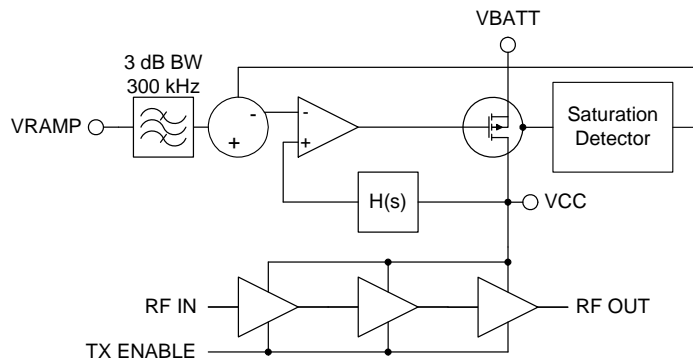 VBATT
3 dB BW
300 kHz
VRAMP
-
+
-
+
Saturation
Detector
H(s)
VCC
RF IN
RF OUT
TX ENABLE